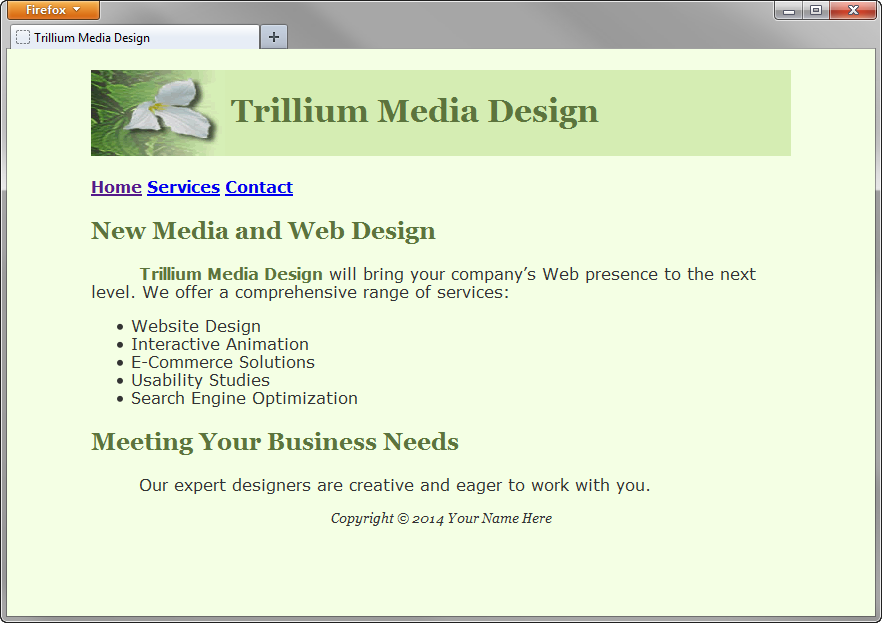 Firefox
Trillium Media Design
Trillium Media Design
Home Services Contact
New Media and Web Design
Trillium Media Design will bring your company’s Web presence to the next
level. We offer a comprehensive range of services:
• Website Design
• Interactive Animation
• E-Commerce Solutions
• Usability Studies
• Search Engine Optimization
Meeting Your Business Needs
Our expert designers are creative and eager to work with you.
Copyright © 2014 Your Name Here